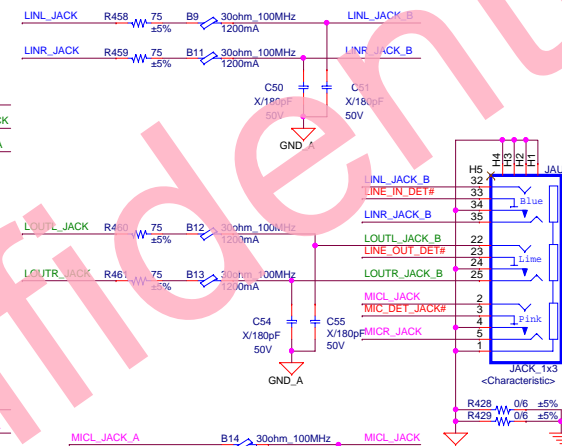 LINL_JACK R458 75 B9 30ohm_100MHz LINL_JACK_B
±5% 1200mA
LINR_JACK R459 75 B11 30ohm_100MHz LINR_JACK_B
±5% 1200mA
C50 C51
X/180pF X/180pF
50V 50V
GND_A
CK
A
LOUTL_JACK R460 75 B12 30ohm_100MHz
±5% 1200mA
LOUTR_JACK R461 75 B13 30ohm_100MHz
±5% 1200mA
C54 C55
X/180pF X/180pF
50V 50V
GND_A
H4 H3 H2 H1
H5 JAU
LINL_JACK_B 32
LINE_IN_DET# 33
34 Blue
LINR_JACK_B 35
LOUTL_JACK_B 22
LINE_OUT_DET# 23
24 Lime
LOUTR_JACK_B 25
MICL_JACK 2
MIC_DET_JACK# 3
4 Pink
MICR_JACK 5
1
JACK_1x3
<Characteristic>
R428 0/6 ±5%
R429 0/6 ±5%
MICL_JACK_A B14 30ohm_100MHz MICL_JACK
fident